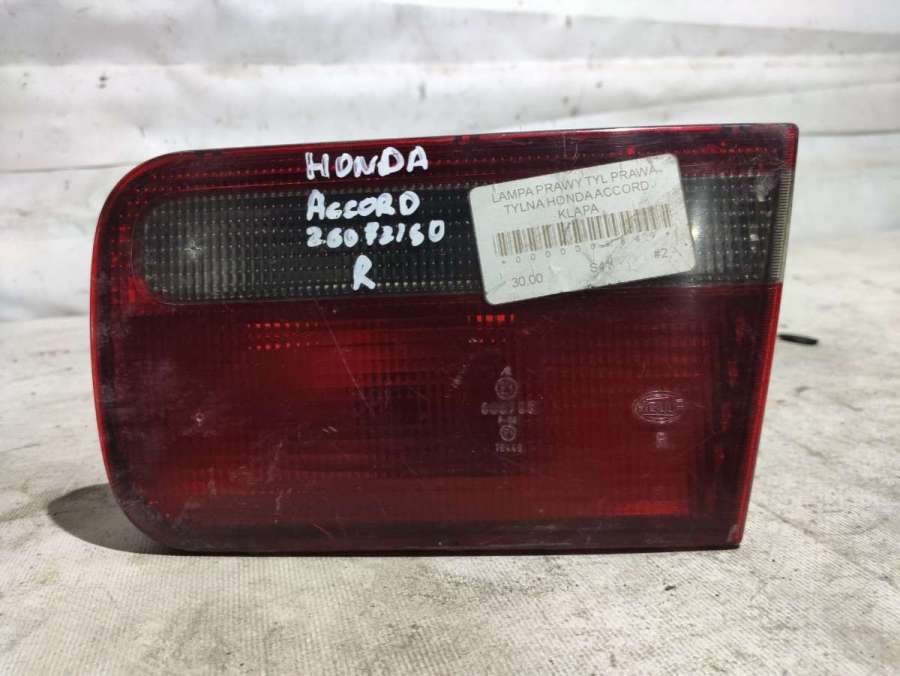 HONDA
ACCORD
26072160
R
LAMPA PRAWY TYL PRAWA
TYLNA HONDA ACCORD
KLAPA
30.00
#2